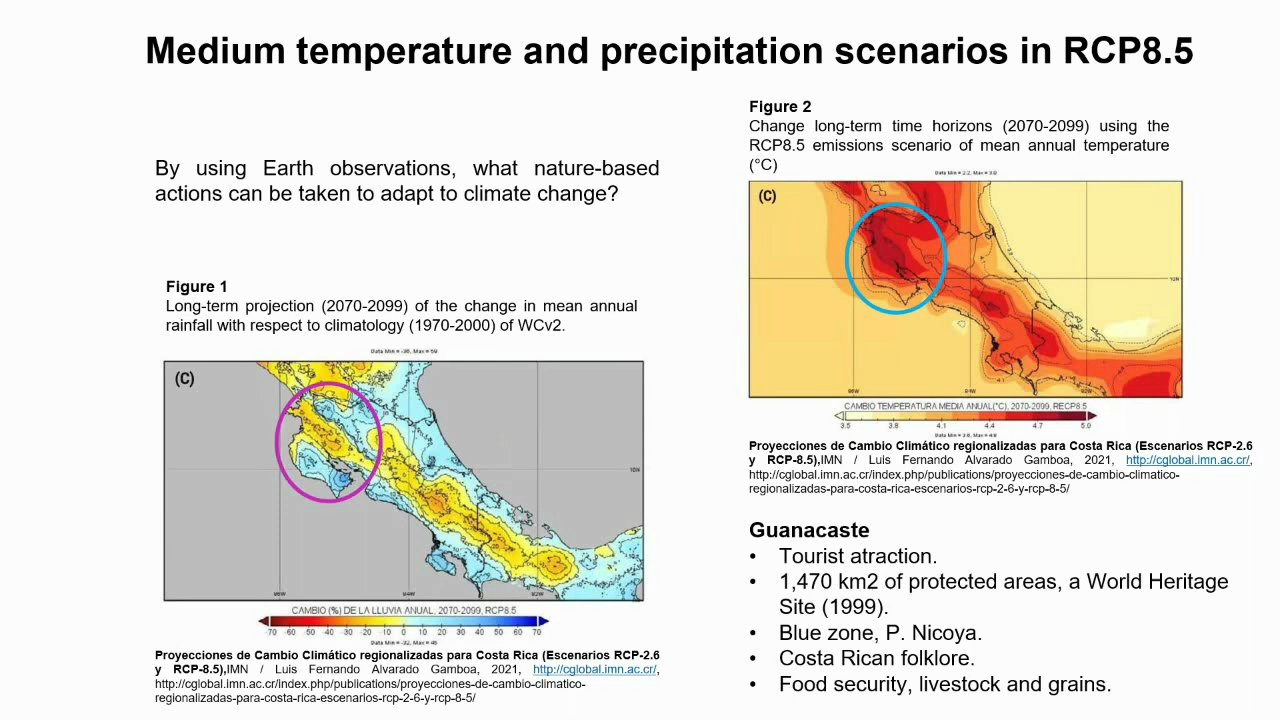 Medium temperature and precipitation scenarios in RCP8.5
By using Earth observations, what nature-based
actions can be taken to adapt to climate change?
Figure 1
Long-term projection (2070-2099) of the change in mean annual
rainfall with respect to climatology (1970-2000) of WCv2.
(C)
10N
86W
84W
82W
CAMBIO (%) DE LA LLUVIA ANUAL, 2070-2099, RCP8.5
-70 -60 -50 -40 -30 -20 -10 0 10 20 30 40 50 60 70
Proyecciones de Cambio Climático regionalizadas para Costa Rica (Escenarios RCP-2.6
y RCP-8.5),IMN / Luis Fernando Alvarado Gamboa, 2021, http://cglobal.imn.ac.cr/,
http://cglobal.imn.ac.cr/index.php/publications/proyecciones-de-cambio-climatico-
regionalizadas-para-costa-rica-escenarios-rcp-2-6-y-rcp-8-5/
Figure 2
Change long-term time horizons (2070-2099) using the
RCP8.5 emissions scenario of mean annual temperature
(°C)
(C)
10N
86W
84W
82W
CAMBIO TEMPERATURA MEDIA ANUAL(°C), 2070-2099, RECP8.5
3.5 3.8 4.1 4.4 4.7 5.0
Proyecciones de Cambio Climático regionalizadas para Costa Rica (Escenarios RCP-2.6
y RCP-8.5),IMN / Luis Fernando Alvarado Gamboa, 2021, http://cglobal.imn.ac.cr/,
http://cglobal.imn.ac.cr/index.php/publications/proyecciones-de-cambio-climatico-
regionalizadas-para-costa-rica-escenarios-rcp-2-6-y-rcp-8-5/
Guanacaste
• Tourist atraction.
• 1,470 km2 of protected areas, a World Heritage
Site (1999).
• Blue zone, P. Nicoya.
• Costa Rican folklore.
• Food security, livestock and grains.